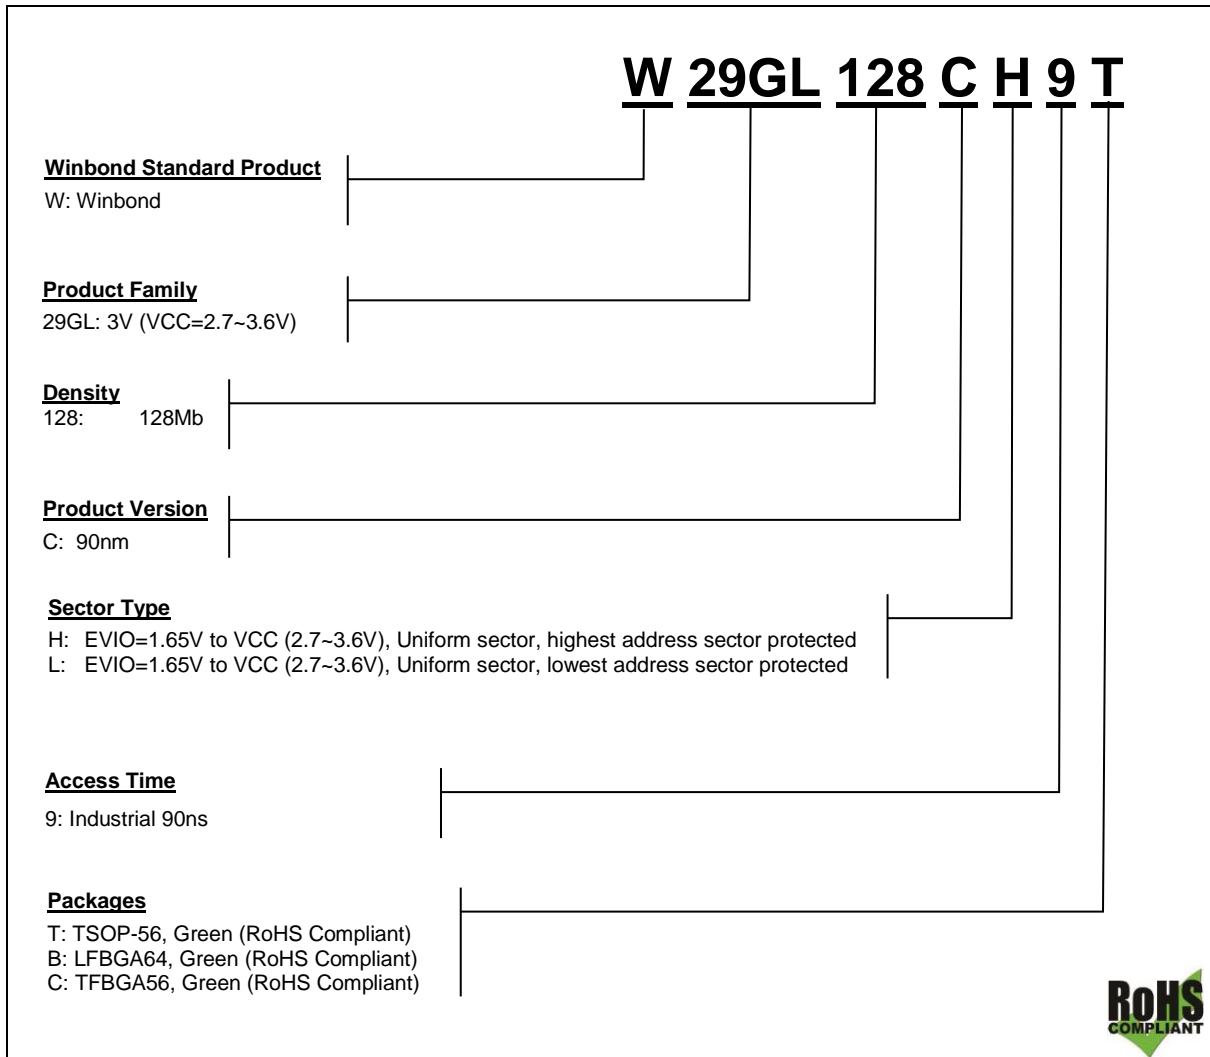 W 29GL 128 C H 9 T
Winbond Standard Product
W: Winbond
Product Family
29GL: 3V (VCC=2.7~3.6V)
Density
128: 128Mb
Product Version
C: 90nm
Sector Type
H: EVIO=1.65V to VCC (2.7~3.6V), Uniform sector, highest address sector protected
L: EVIO=1.65V to VCC (2.7~3.6V), Uniform sector, lowest address sector protected
Access Time
9: Industrial 90ns
Packages
T: TSOP-56, Green (RoHS Compliant)
B: LFBGA64, Green (RoHS Compliant)
C: TFBGA56, Green (RoHS Compliant)
RoHS
COMPLIANT